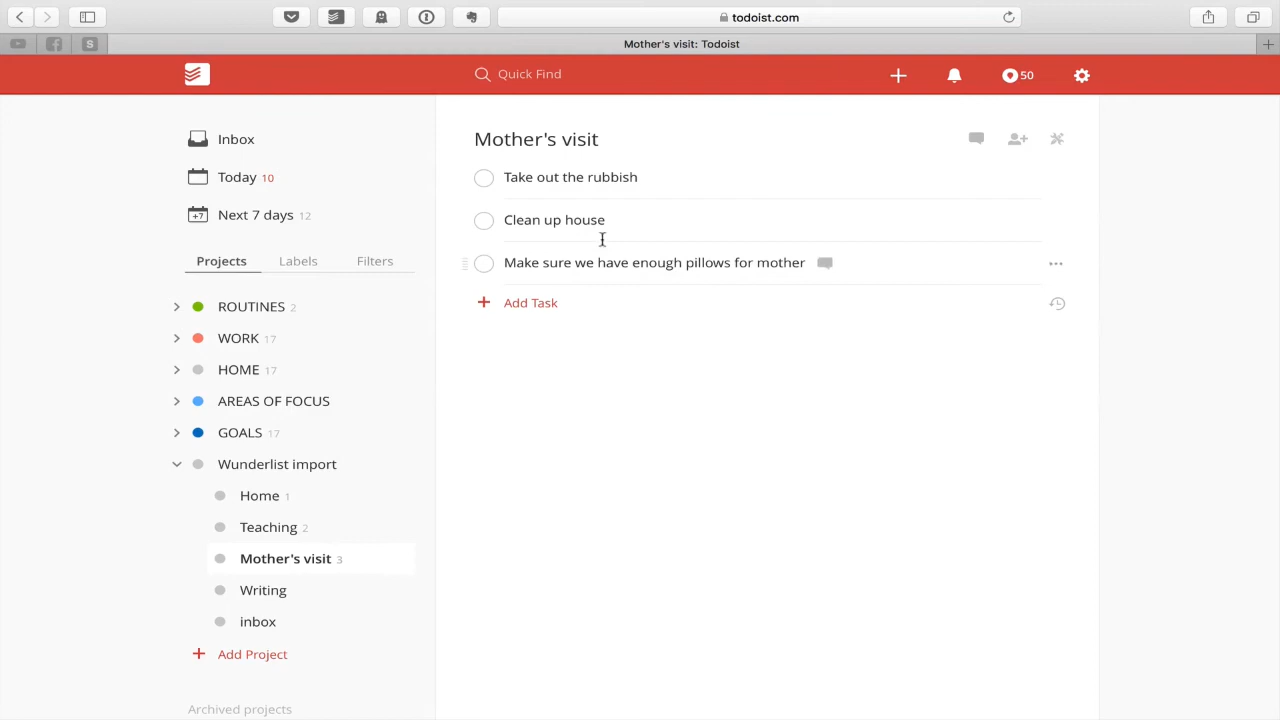 todoist.com
S
Mother's visit: Todoist
Quick Find
50
Inbox
Today 10
+7 Next 7 days 12
Projects Labels Filters
ROUTINES 2
WORK 17
HOME 17
AREAS OF FOCUS
GOALS 17
Wunderlist import
Home 1
Teaching 2
Mother's visit 3
Writing
inbox
+ Add Project
Archived projects
Mother's visit
Take out the rubbish
Clean up house
Make sure we have enough pillows for mother
+ Add Task